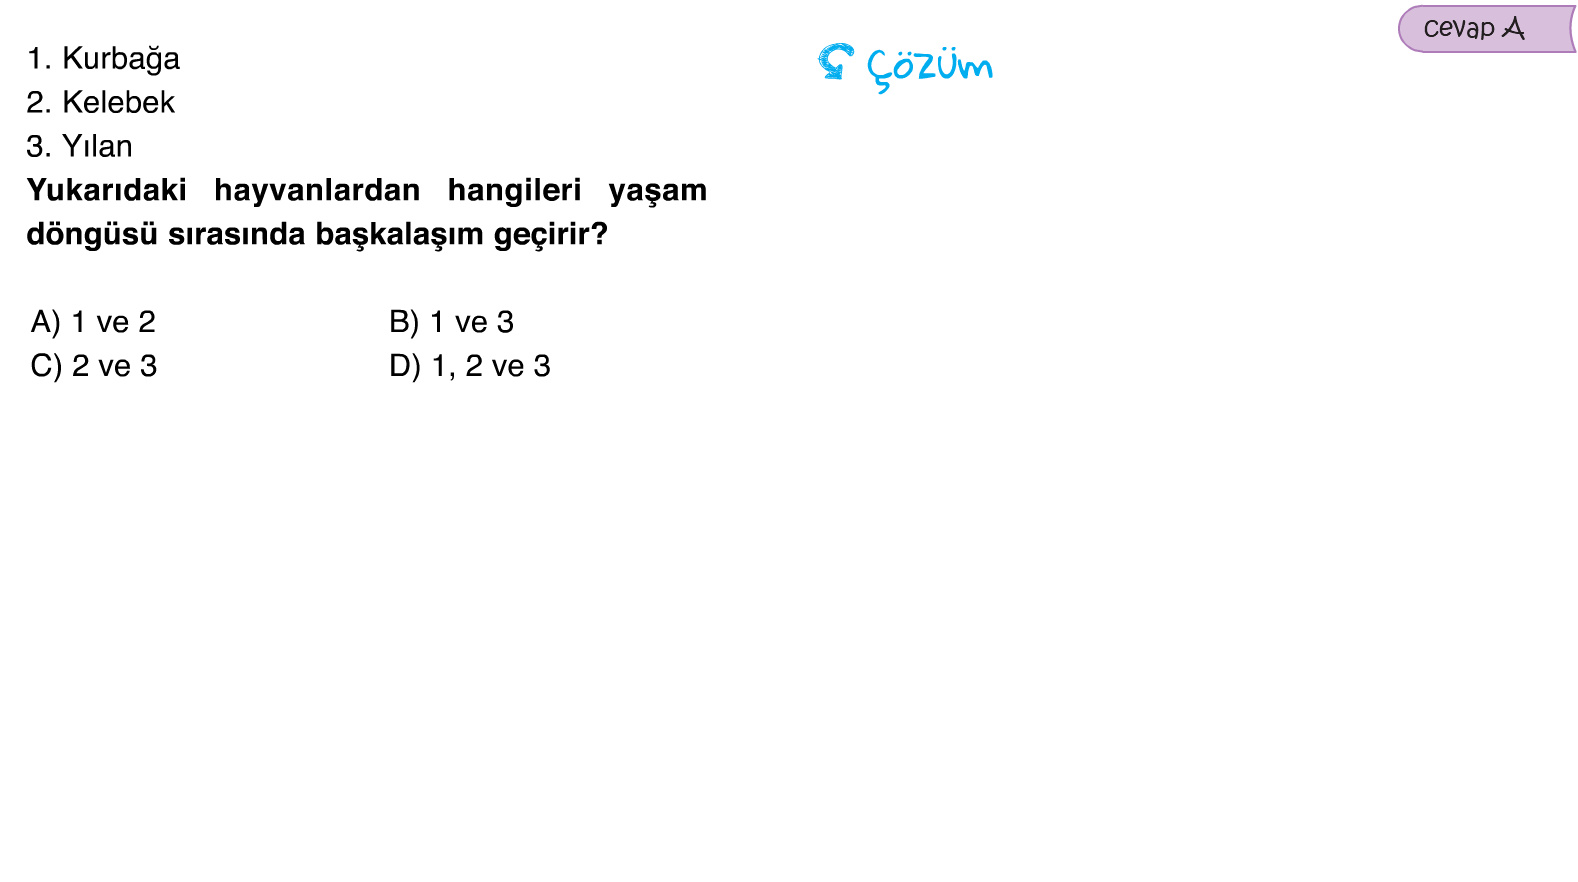 1. Kurbağa
2. Kelebek
3. Yılan
Yukarıdaki hayvanlardan hangileri yaşam
döngüsü sırasında başkalaşım geçirir?
A) 1 ve 2 B) 1 ve 3
C) 2 ve 3 D) 1, 2 ve 3
Çözüm
Cevap A